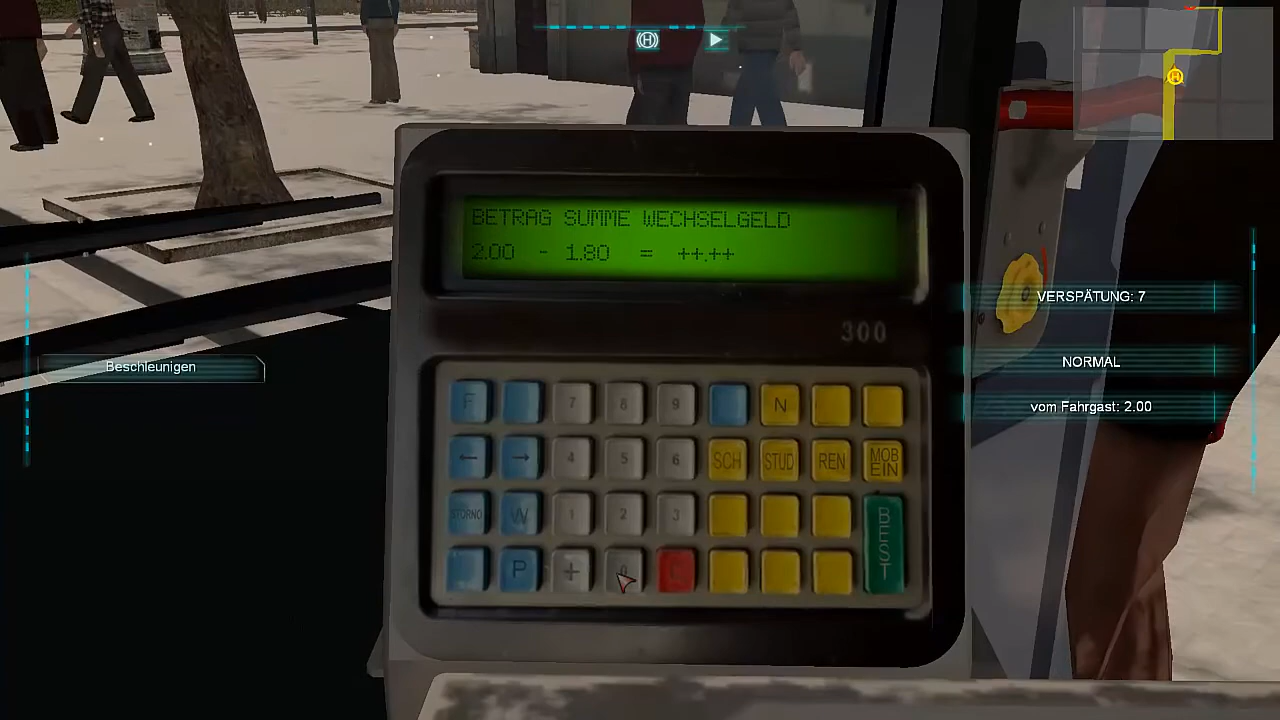 BETRAG SUMME WECHSELGELD
2.00 - 1.80 = ++.++
300
VERSPÄTUNG: 7
NORMAL
vom Fahrgast: 2.00
Beschleunigen
F 7 8 9 N
← → 4 5 6 SCH STUD REN MOB EIN
STORNO W 1 2 3 BEST
P + 0
H